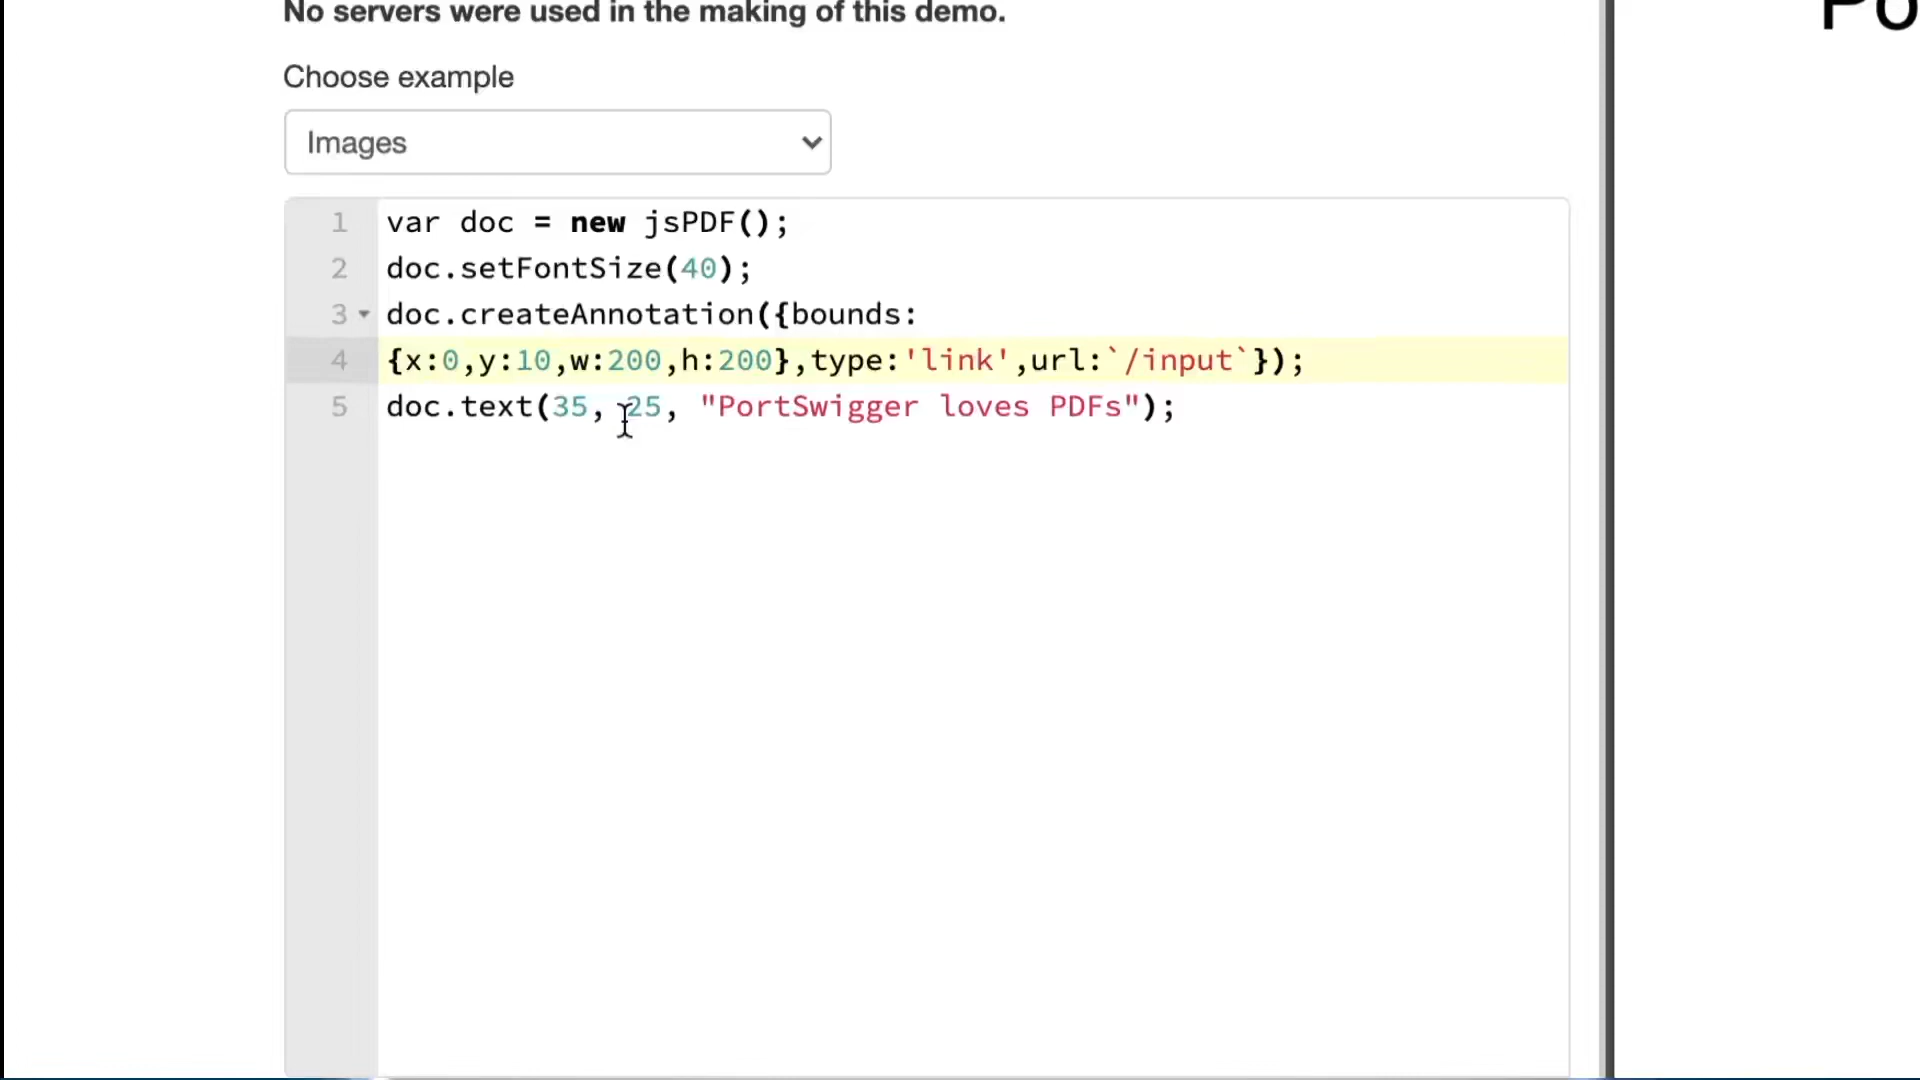 No servers were used in the making of this demo.
Po
Choose example
Images
1 var doc = new jsPDF();
2 doc.setFontSize(40);
3 doc.createAnnotation({bounds:
4 {x:0,y:10,w:200,h:200},type:'link',url:`/input`});
5 doc.text(35, 25, "PortSwigger loves PDFs");